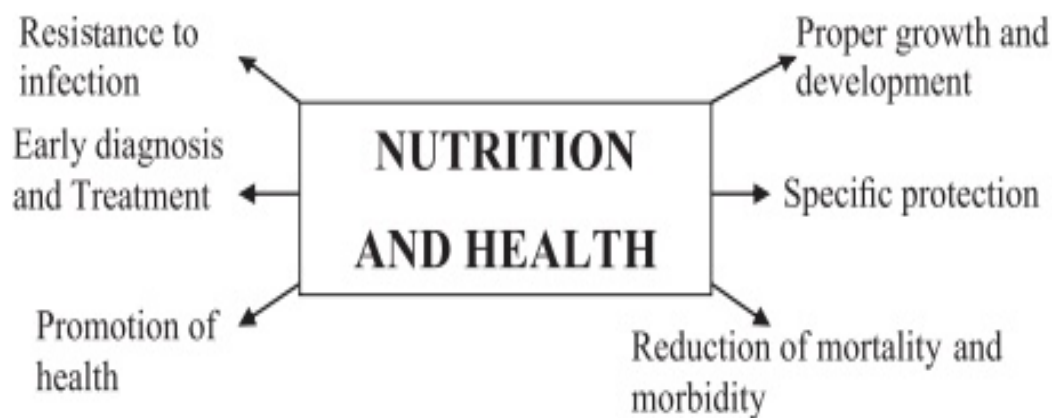 Resistance to
infection
Proper growth and
development
Early diagnosis
and Treatment
NUTRITION
AND HEALTH
Specific protection
Promotion of
health
Reduction of mortality and
morbidity